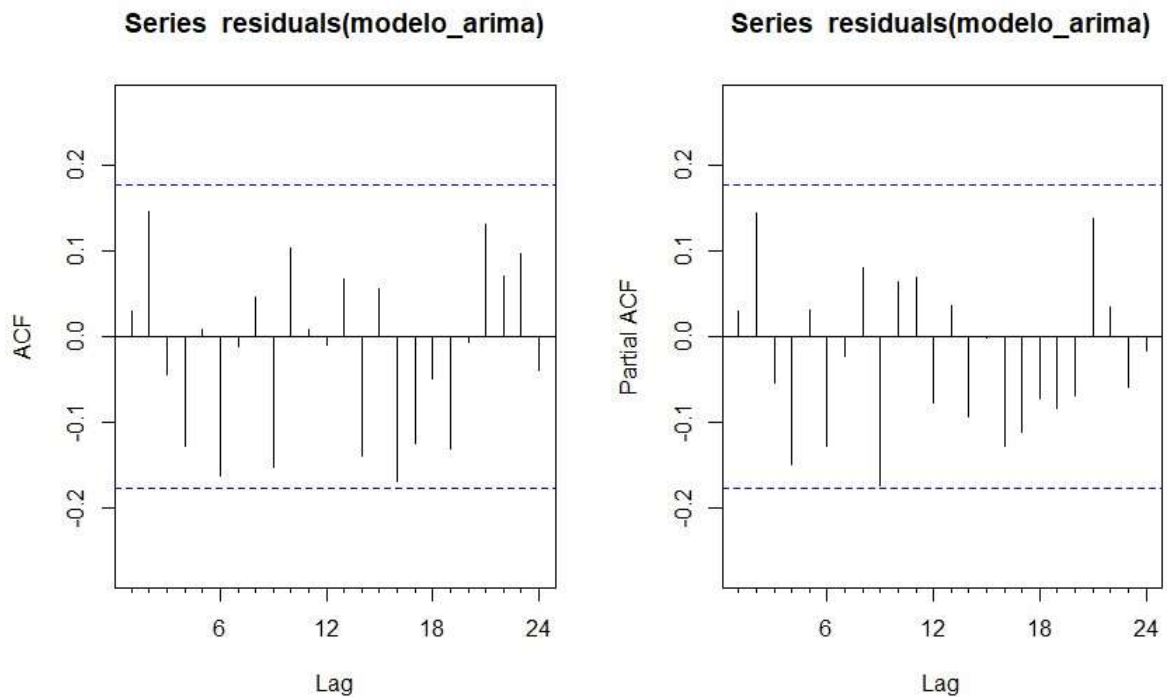 Series residuals(modelo_arima)
ACF
0.2
0.1
0.0
-0.1
-0.2
6 12 18 24
Lag
Series residuals(modelo_arima)
Partial ACF
0.2
0.1
0.0
-0.1
-0.2
6 12 18 24
Lag